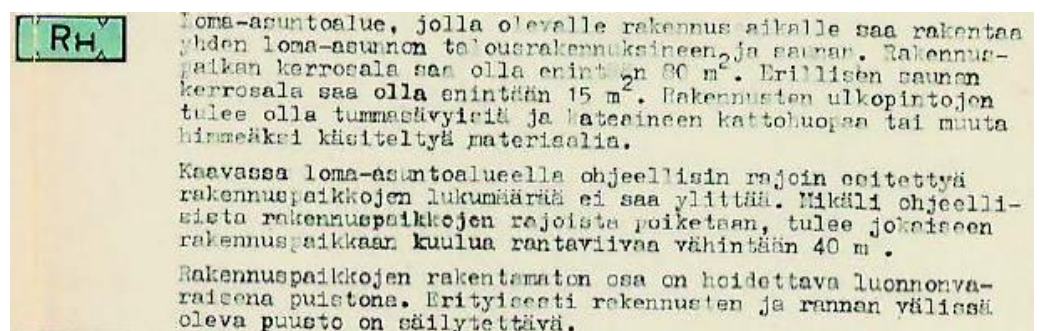 RH
Loma-asuntoalue, jolla olevalle rakennus aikalle saa rakentaa
yhden loma-asunnon talousrakennuksineen ja saunan. Rakennus-
paikan kerrosala saa olla enintään 80 m². Erillisen saunan
kerrosala saa olla enintään 15 m². Rakennusten ulkopintojen
tulee olla tummasävyisiä ja kateaineen kattohuopaa tai muuta
himmeäksi käsiteltyä materiaalia.
Kaavassa loma-asuntoalueella ohjeellisin rajoin esitettyä
rakennuspaikkojen lukumäärää ei saa ylittää. Mikäli ohjeelli-
sista rakennuspaikkojen rajoista poiketaan, tulee jokaiseen
rakennuspaikkaan kuulua rantaviivaa vähintään 40 m .
Rakennuspaikkojen rakentamaton osa on hoidettava luonnonva-
raisena puistona. Erityisesti rakennusten ja rannan välissä
oleva puusto on säilytettävä.